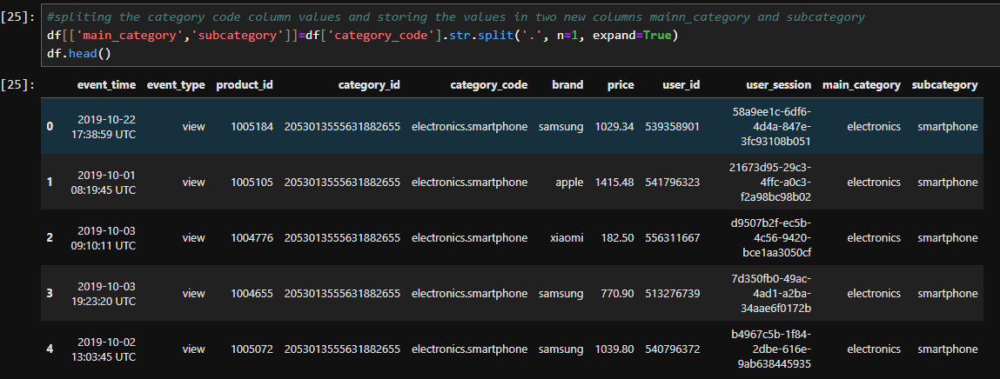 [25]: #spliting the category code column values and storing the values in two new columns mainn_category and subcategory
df[['main_category','subcategory']]=df['category_code'].str.split('.', n=1, expand=True)
df.head()
[25]: event_time event_type product_id category_id category_code brand price user_id user_session main_category subcategory
0 2019-10-22 17:38:59 UTC view 1005184 2053013555631882655 electronics.smartphone samsung 1029.34 539358901 58a9ee1c-6df6-4d4a-847e-3fc93108b051 electronics smartphone
1 2019-10-01 08:19:45 UTC view 1005105 2053013555631882655 electronics.smartphone apple 1415.48 541796323 21673d95-29c3-4ffc-a0c3-f2a98bc98b02 electronics smartphone
2 2019-10-03 09:10:11 UTC view 1004776 2053013555631882655 electronics.smartphone xiaomi 182.50 556311667 d9507b2f-ec5b-4c56-9420-bce1aa3050cf electronics smartphone
3 2019-10-03 19:23:20 UTC view 1004655 2053013555631882655 electronics.smartphone samsung 770.90 513276739 7d350fb0-49ac-4ad1-a2ba-34aae6f0172b electronics smartphone
4 2019-10-02 13:03:45 UTC view 1005072 2053013555631882655 electronics.smartphone samsung 1039.80 540796372 b4967c5b-1f84-2dbe-616e-9ab638445935 electronics smartphone